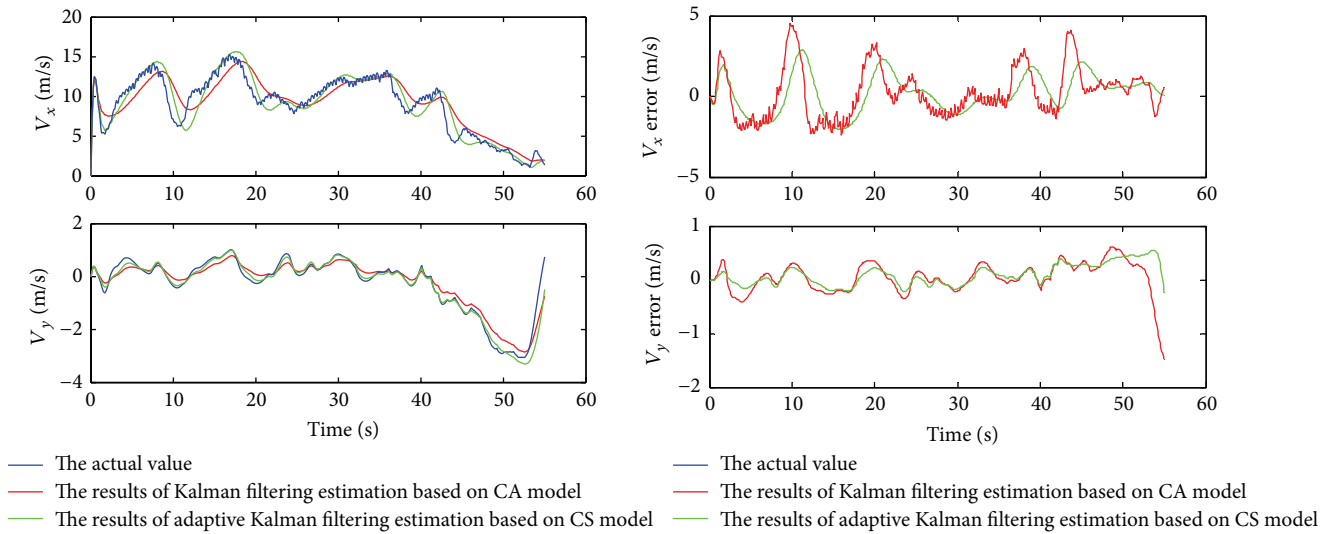 20
15
10
5
0
V_x (m/s)
0 10 20 30 40 50 60
2
0
−2
−4
V_y (m/s)
0 10 20 30 40 50 60
Time (s)
The actual value
The results of Kalman filtering estimation based on CA model
The results of adaptive Kalman filtering estimation based on CS model
5
0
−5
V_x error (m/s)
0 10 20 30 40 50 60
1
0
−1
−2
V_y error (m/s)
0 10 20 30 40 50 60
Time (s)
The actual value
The results of Kalman filtering estimation based on CA model
The results of adaptive Kalman filtering estimation based on CS model